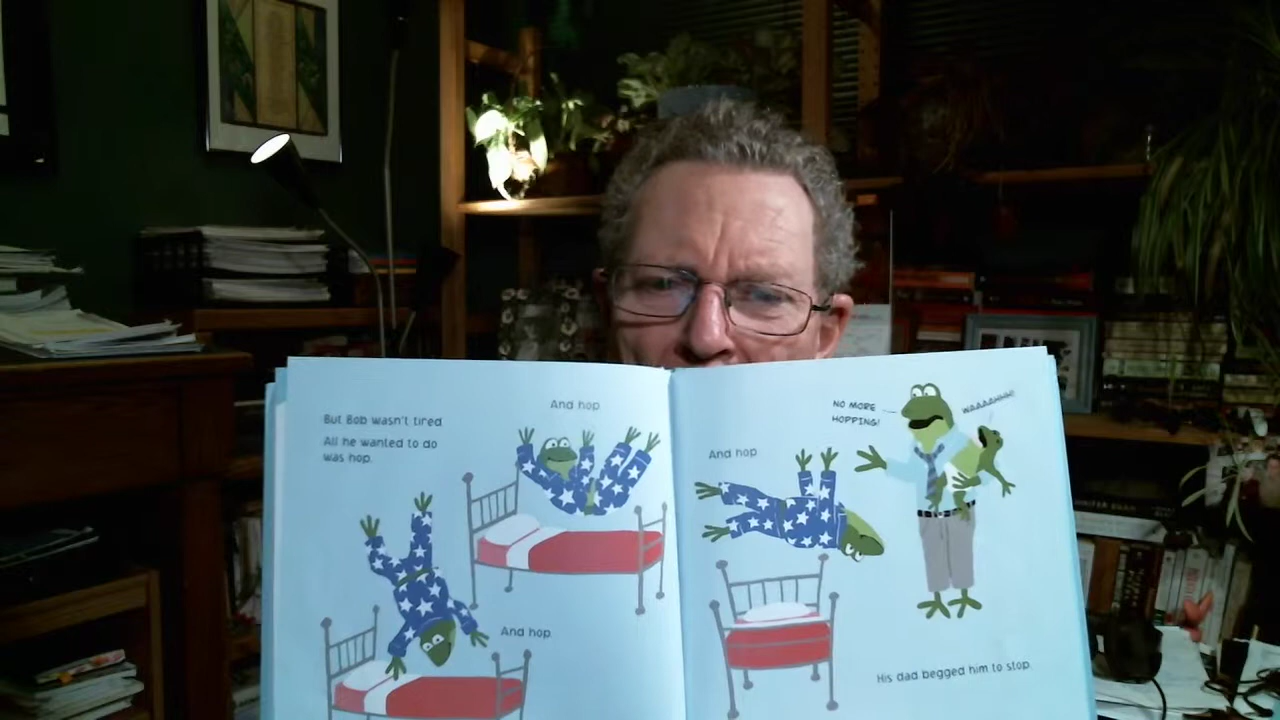 But Bob wasn't tired
All he wanted to do
was hop.
And hop
And hop
And hop
NO MORE
HOPPING!
WAAAAHHH!
His dad begged him to stop.